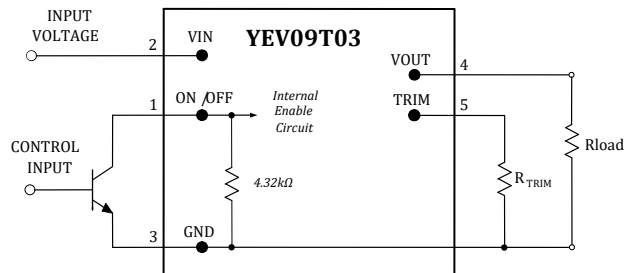 INPUT
VOLTAGE
2
VIN
YEV09T03
VOUT
4
1
ON /OFF
Internal
Enable
Circuit
TRIM
5
CONTROL
INPUT
4.32kΩ
R TRIM
Rload
3
GND